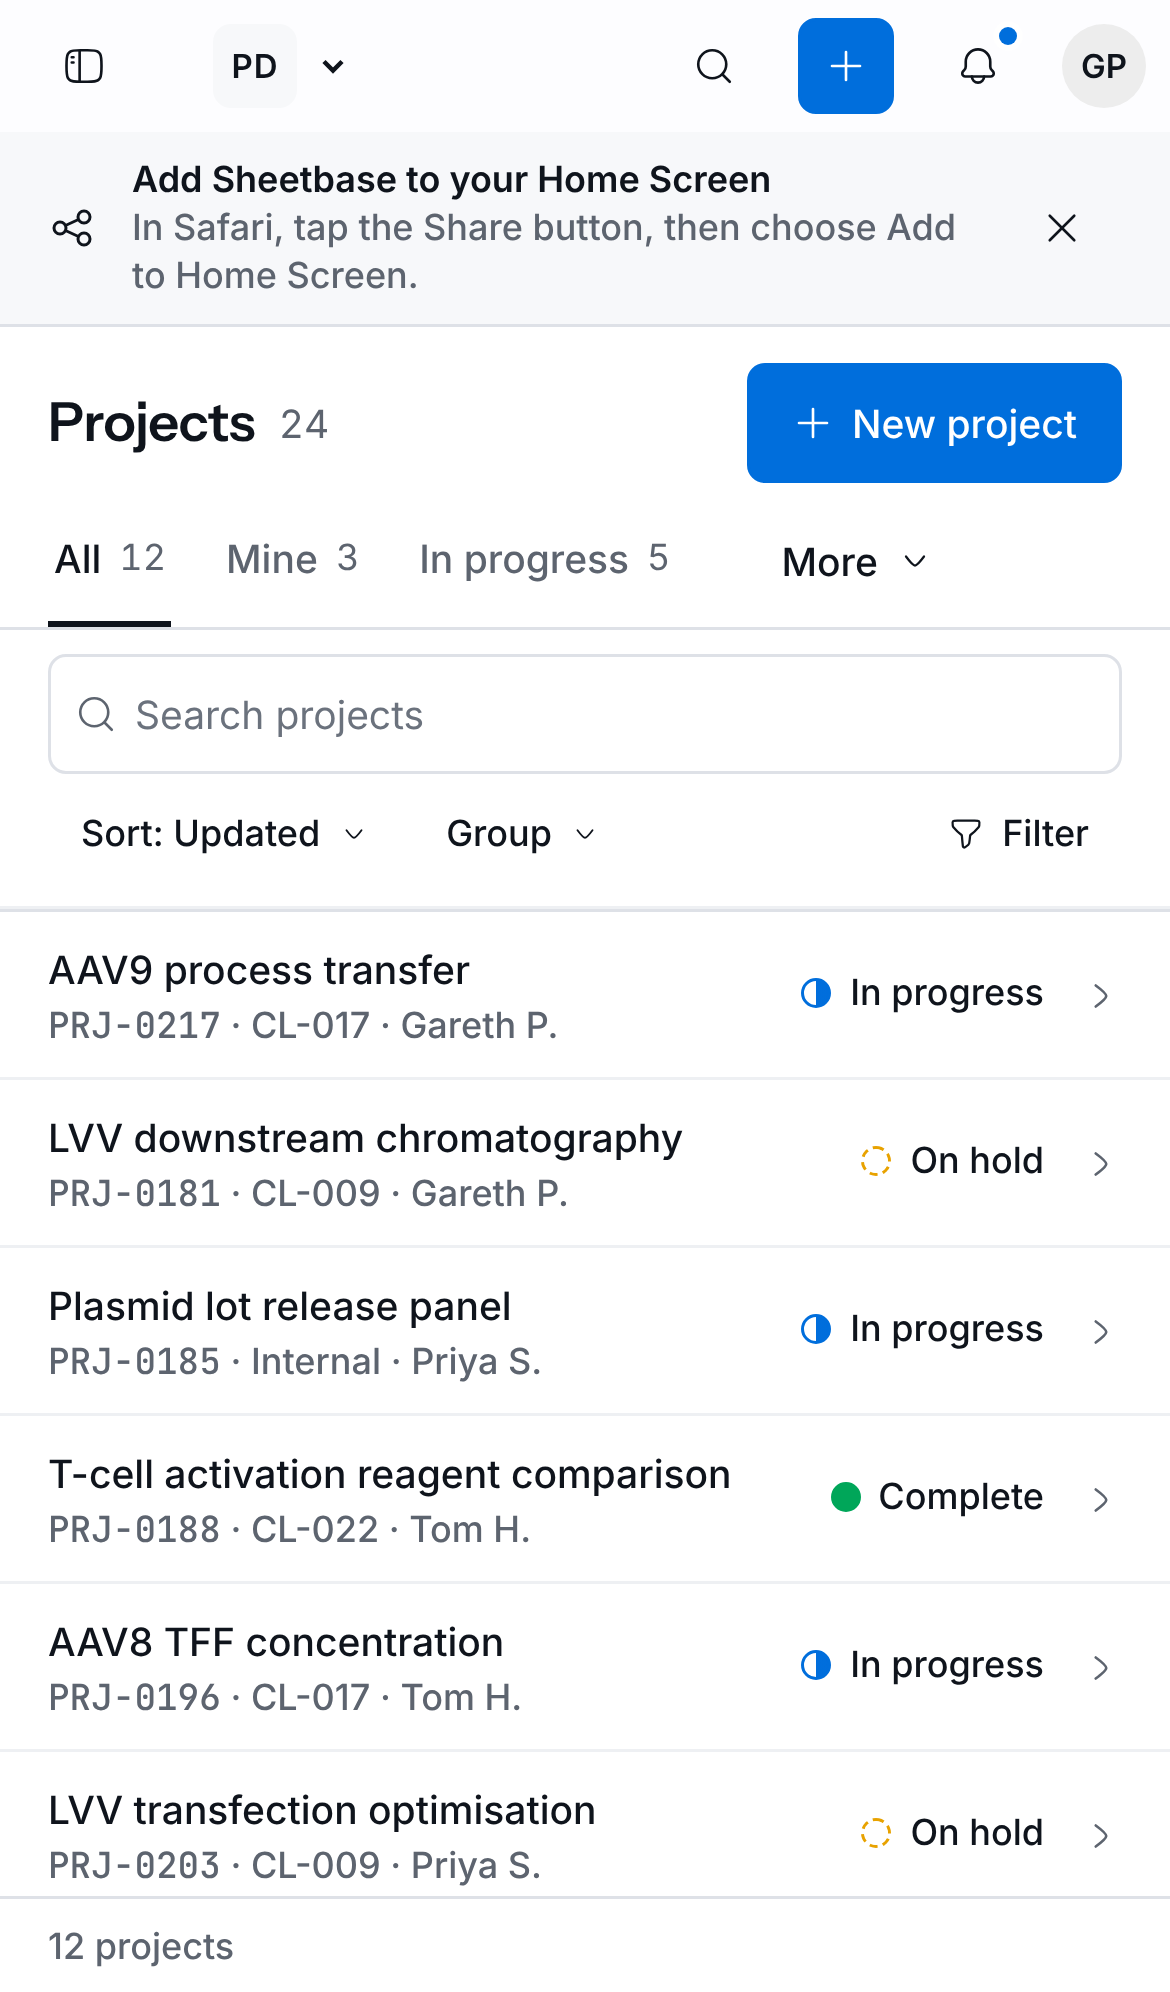 PD
GP
Add Sheetbase to your Home Screen
In Safari, tap the Share button, then choose Add
to Home Screen.
Projects 24
New project
All 12 Mine 3 In progress 5 More
Search projects
Sort: Updated Group Filter
AAV9 process transfer
PRJ-0217 · CL-017 · Gareth P.
In progress
LVV downstream chromatography
PRJ-0181 · CL-009 · Gareth P.
On hold
Plasmid lot release panel
PRJ-0185 · Internal · Priya S.
In progress
T-cell activation reagent comparison
PRJ-0188 · CL-022 · Tom H.
Complete
AAV8 TFF concentration
PRJ-0196 · CL-017 · Tom H.
In progress
LVV transfection optimisation
PRJ-0203 · CL-009 · Priya S.
On hold
12 projects